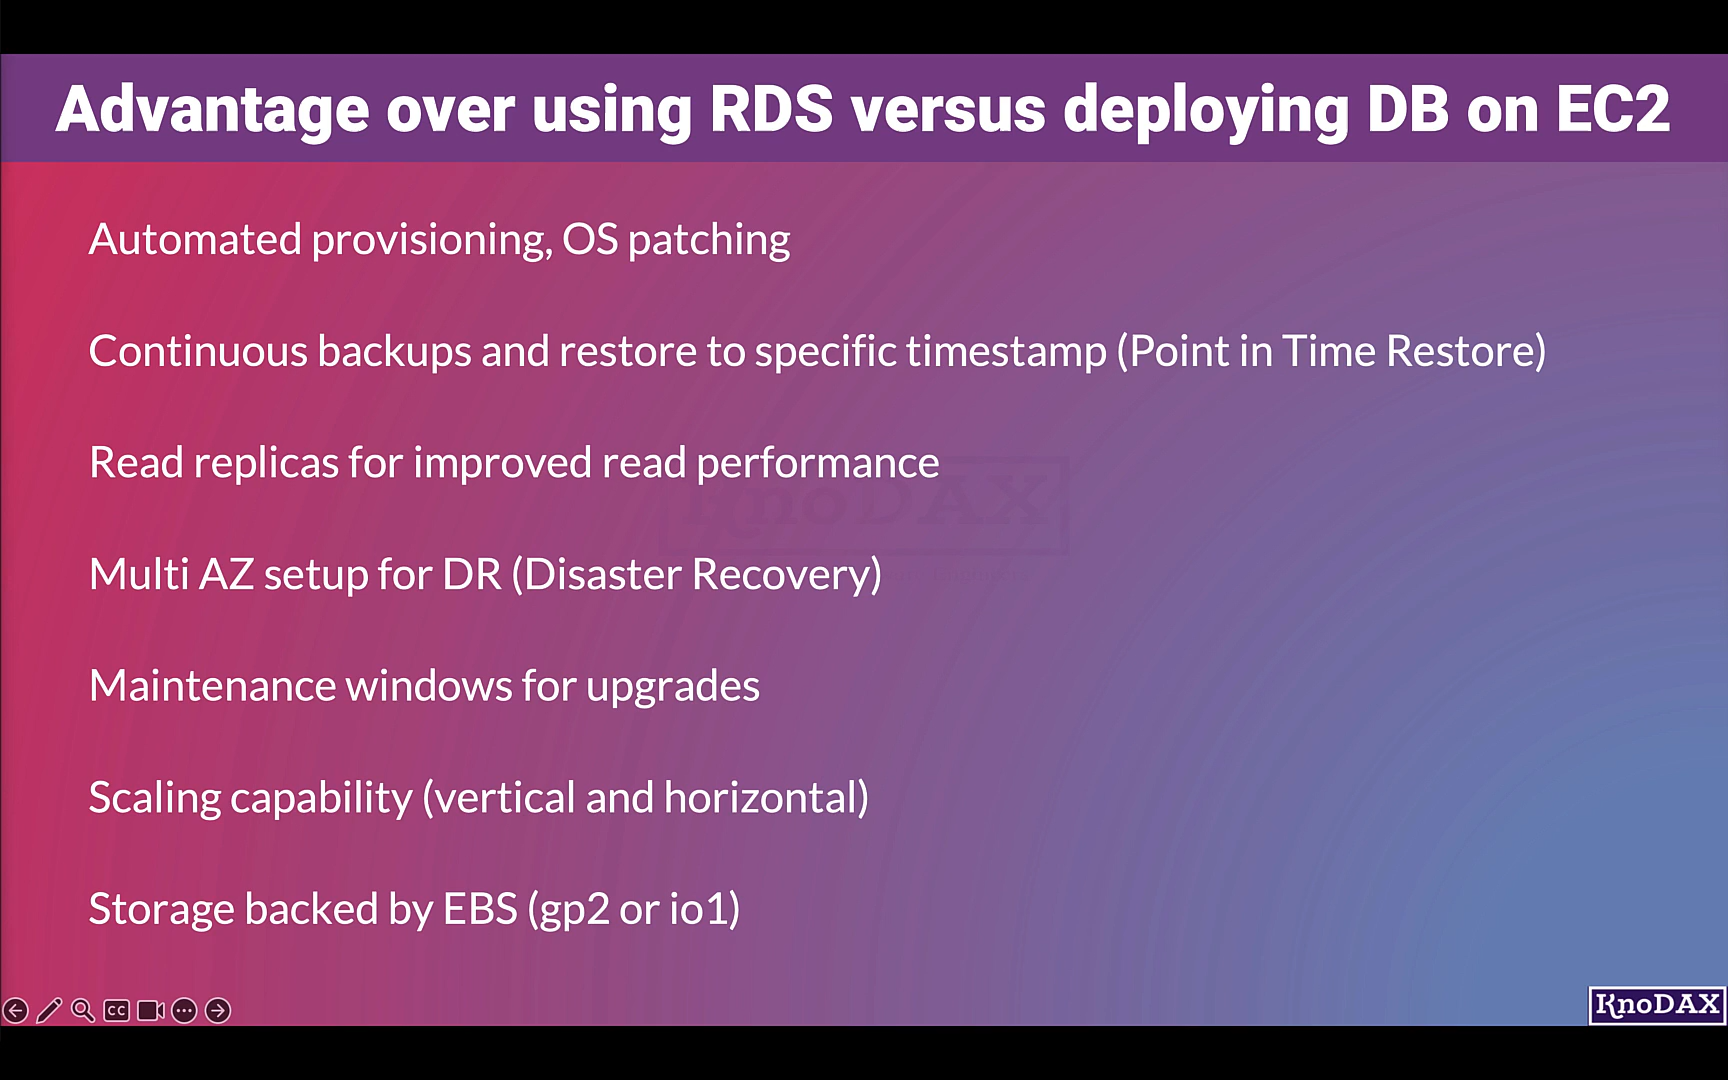 Advantage over using RDS versus deploying DB on EC2
Automated provisioning, OS patching
Continuous backups and restore to specific timestamp (Point in Time Restore)
Read replicas for improved read performance
KnoDAX
Multi AZ setup for DR (Disaster Recovery)
Maintenance windows for upgrades
Scaling capability (vertical and horizontal)
Storage backed by EBS (gp2 or io1)
CC
KnoDAX